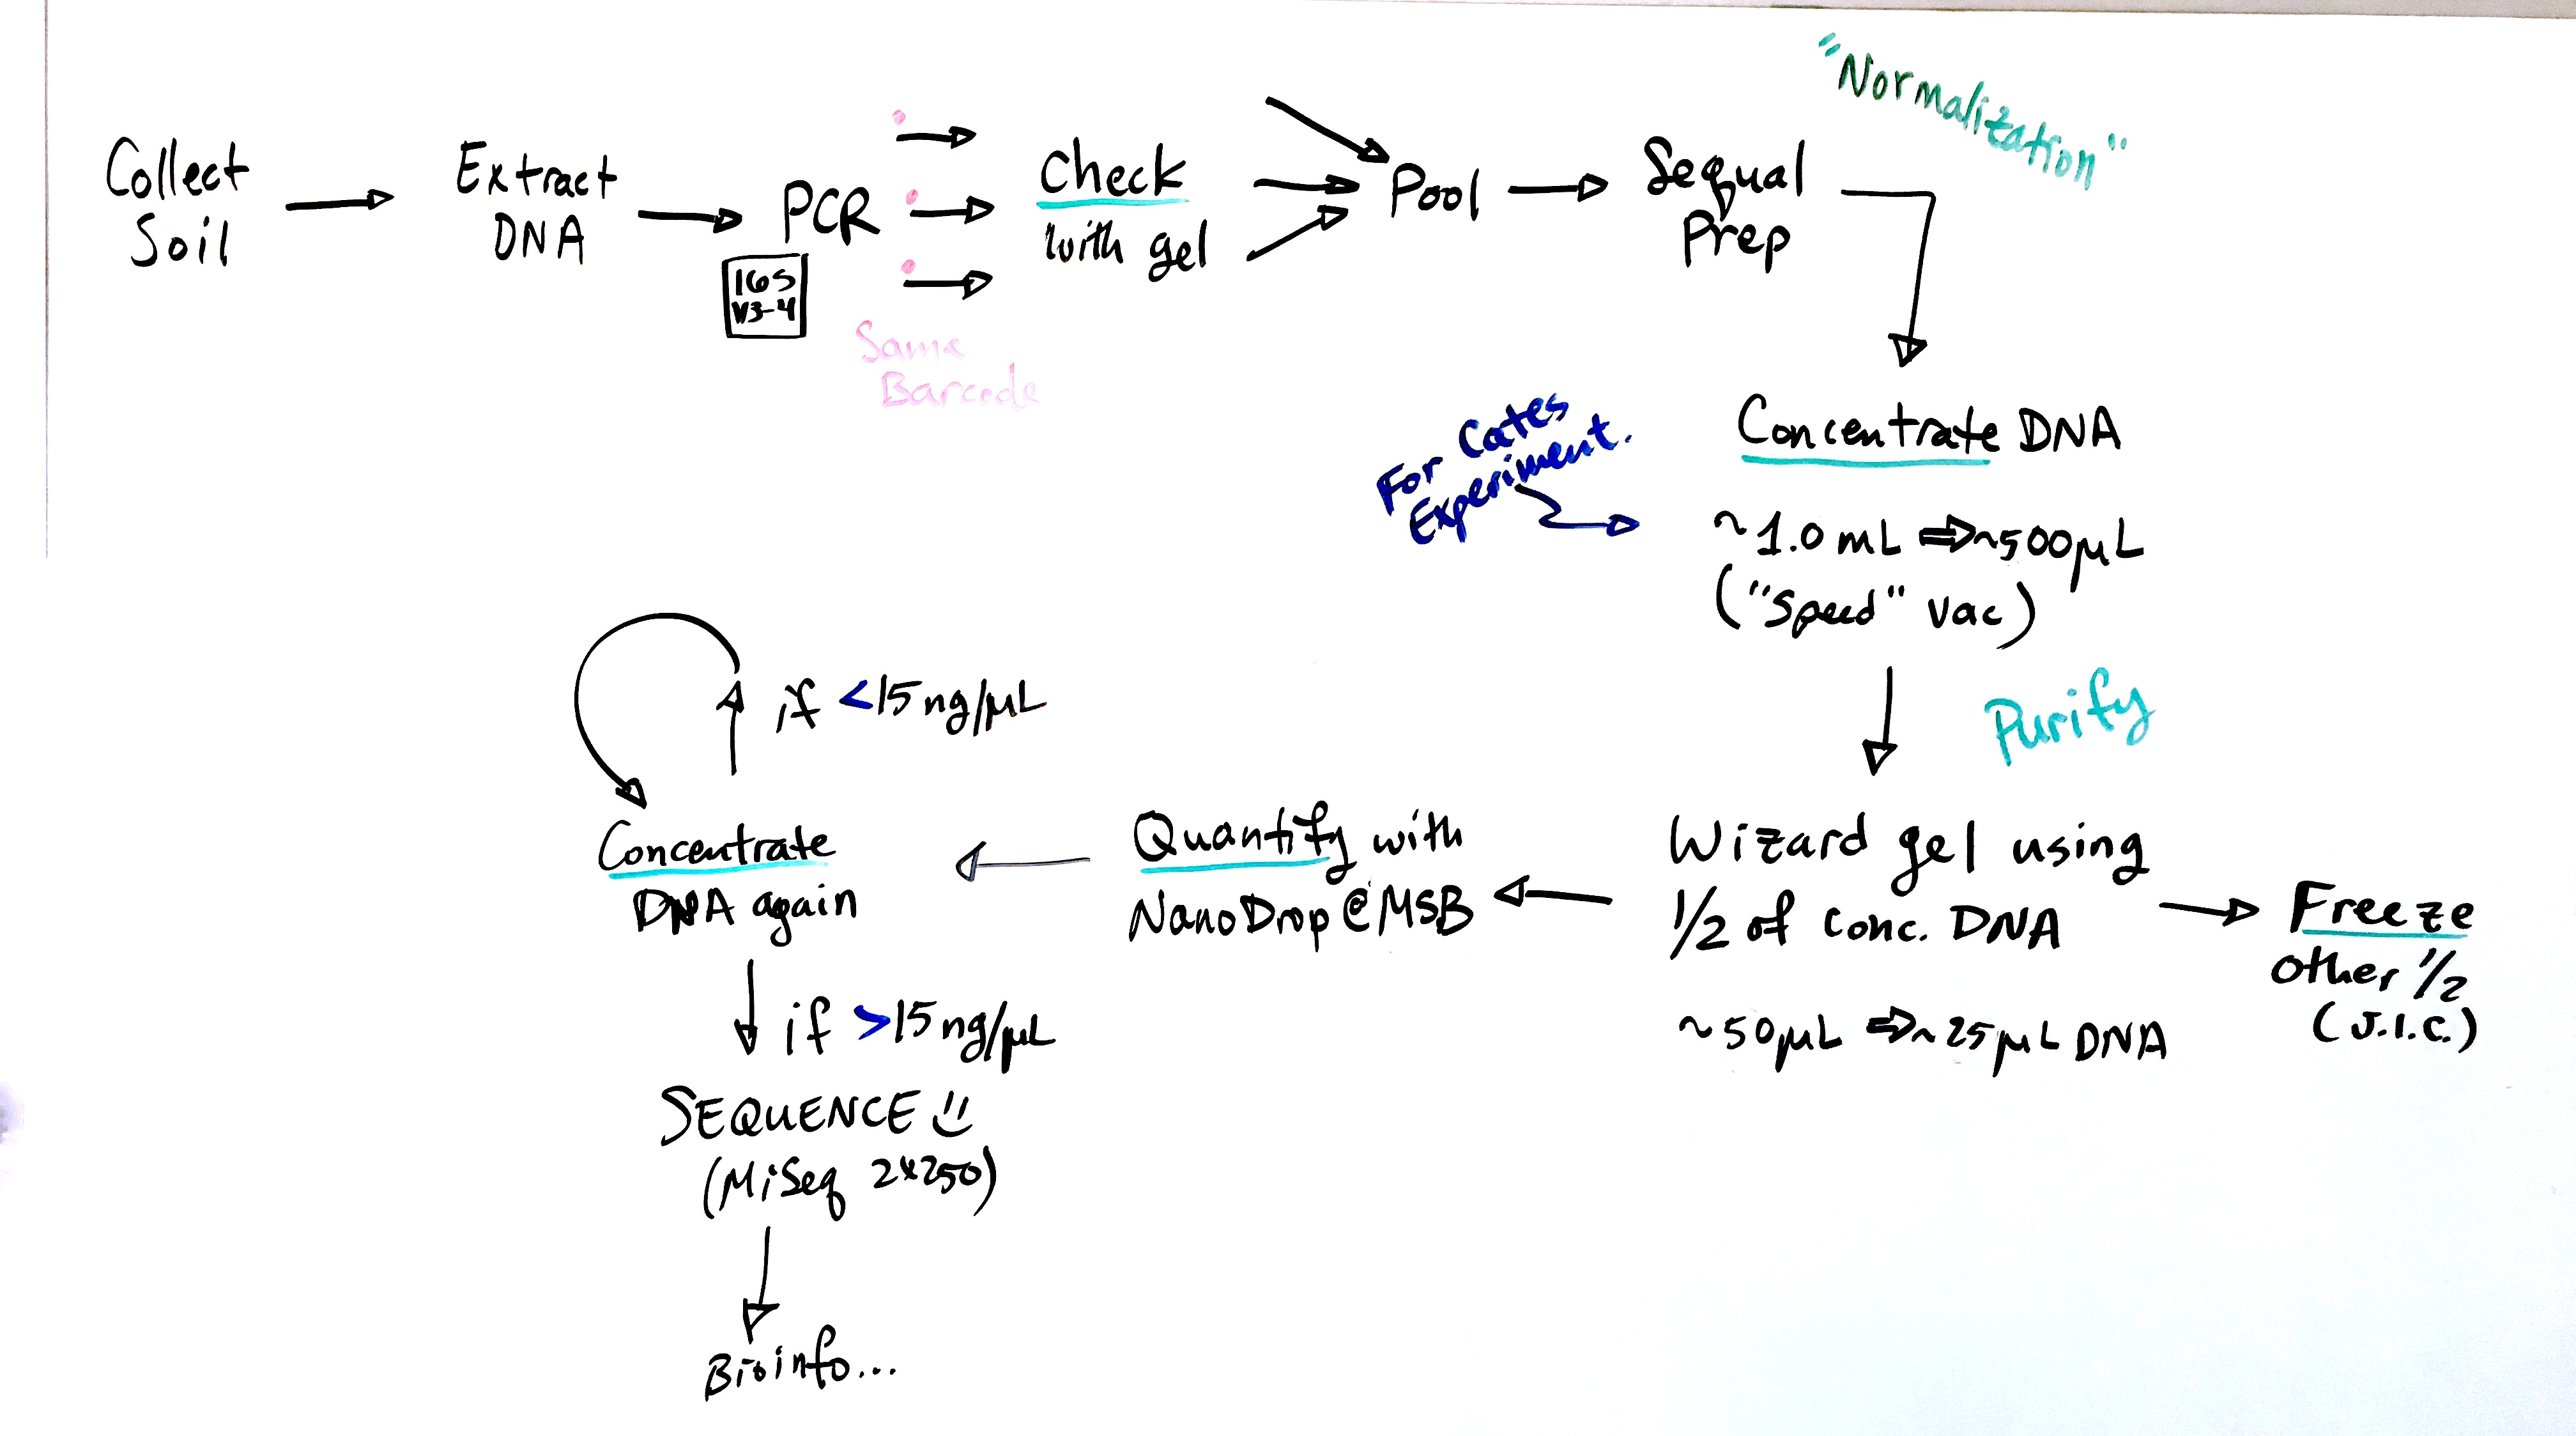 "Normalization"
Collect
Soil
Extract
DNA
PCR
16S
V3-4
Same
Barcode
Check
with gel
Pool
Sequal
Prep
Concentrate DNA
For Cates
Experiment.
~1.0 mL ⇒ ~500μL
("Speed" vac)
Purify
Wizard gel using
1/2 of conc. DNA
~50μL ⇒ ~25μL DNA
Freeze
other 1/2
(J.I.C.)
Quantify with
NanoDrop @ MSB
Concentrate
DNA again
if <15 ng/μL
if >15 ng/μL
SEQUENCE
(MiSeq 2x250)
Bioinfo...